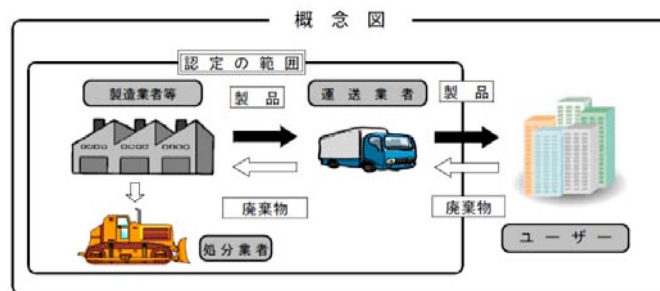 概念図
認定の範囲
製造業者等
製品
運送業者
製品
廃棄物
廃棄物
処分業者
ユーザー